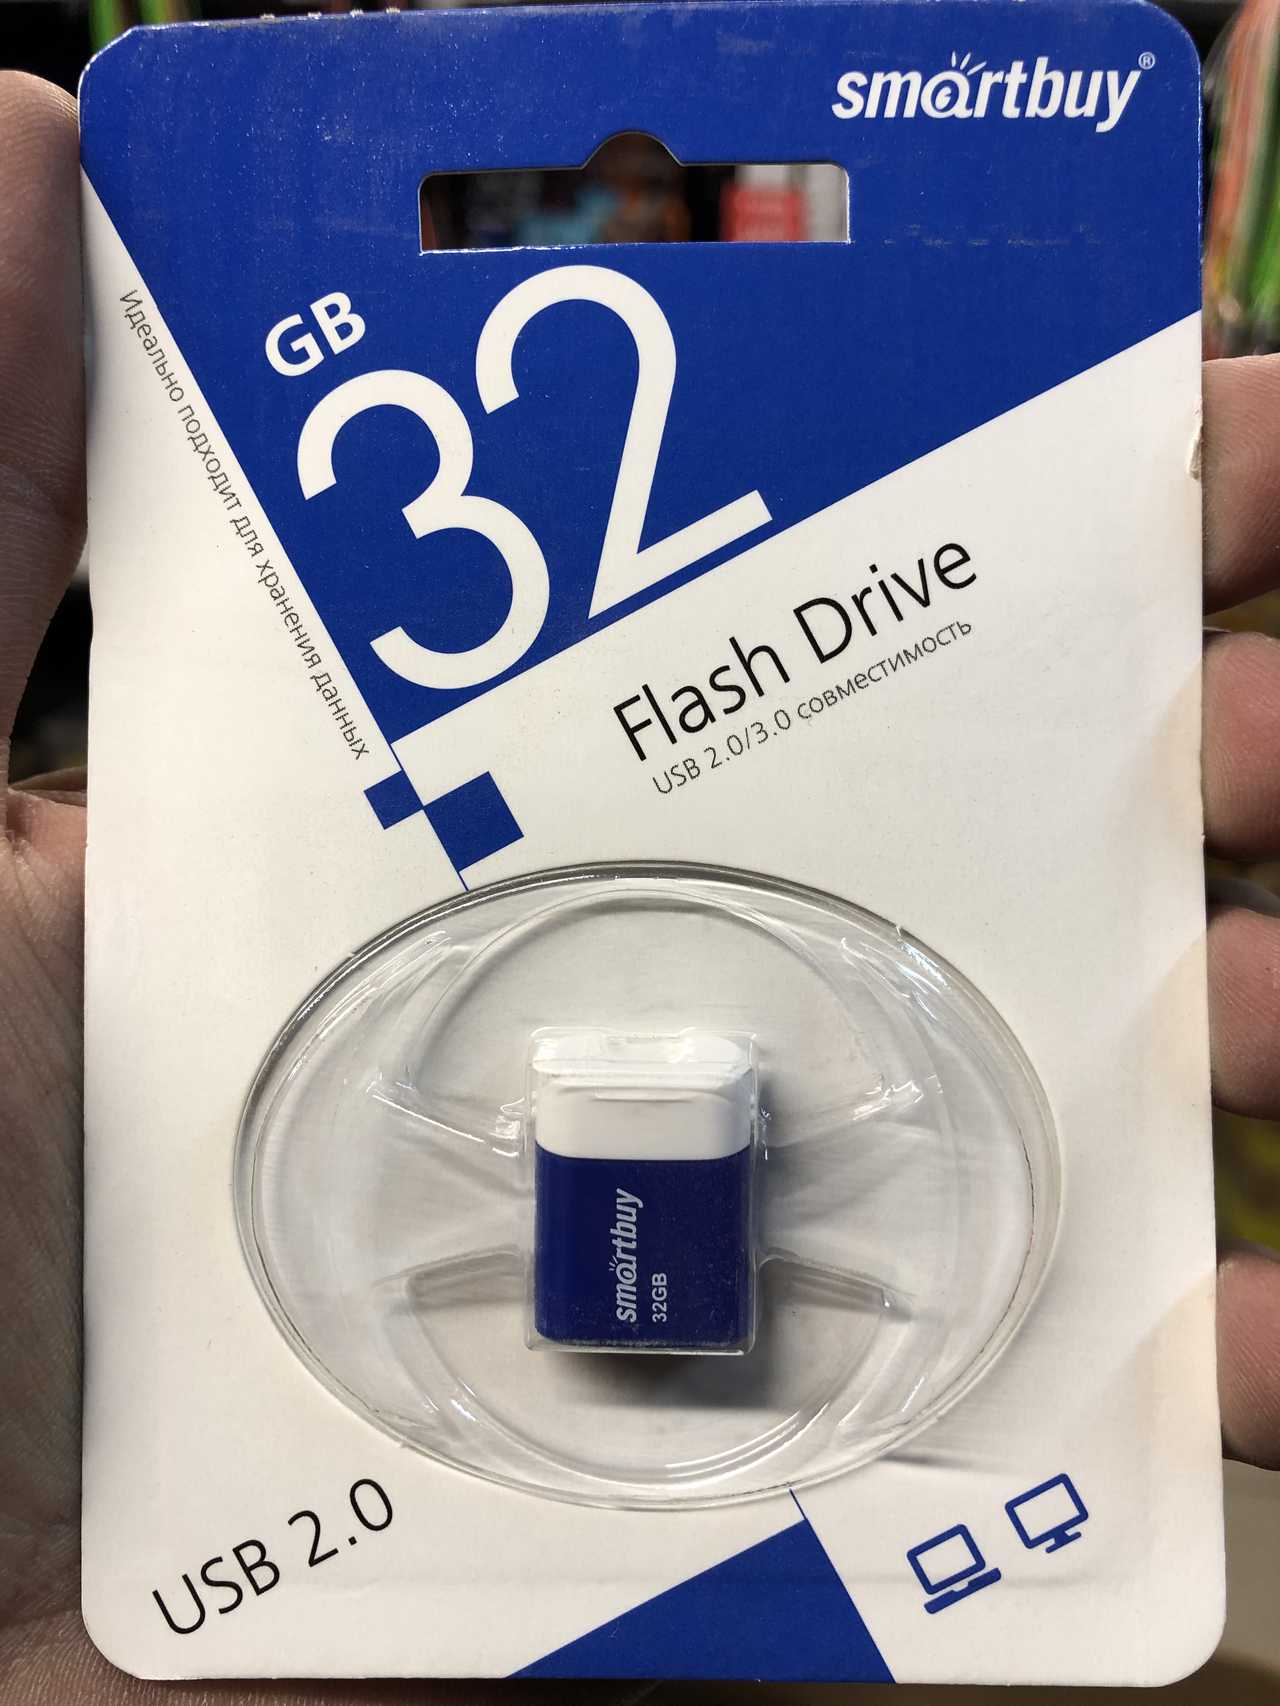 smartbuy®
GB
32
Идеально подходит для хранения данных
Flash Drive
USB 2.0/3.0 совместимость
smartbuy
32GB
USB 2.0